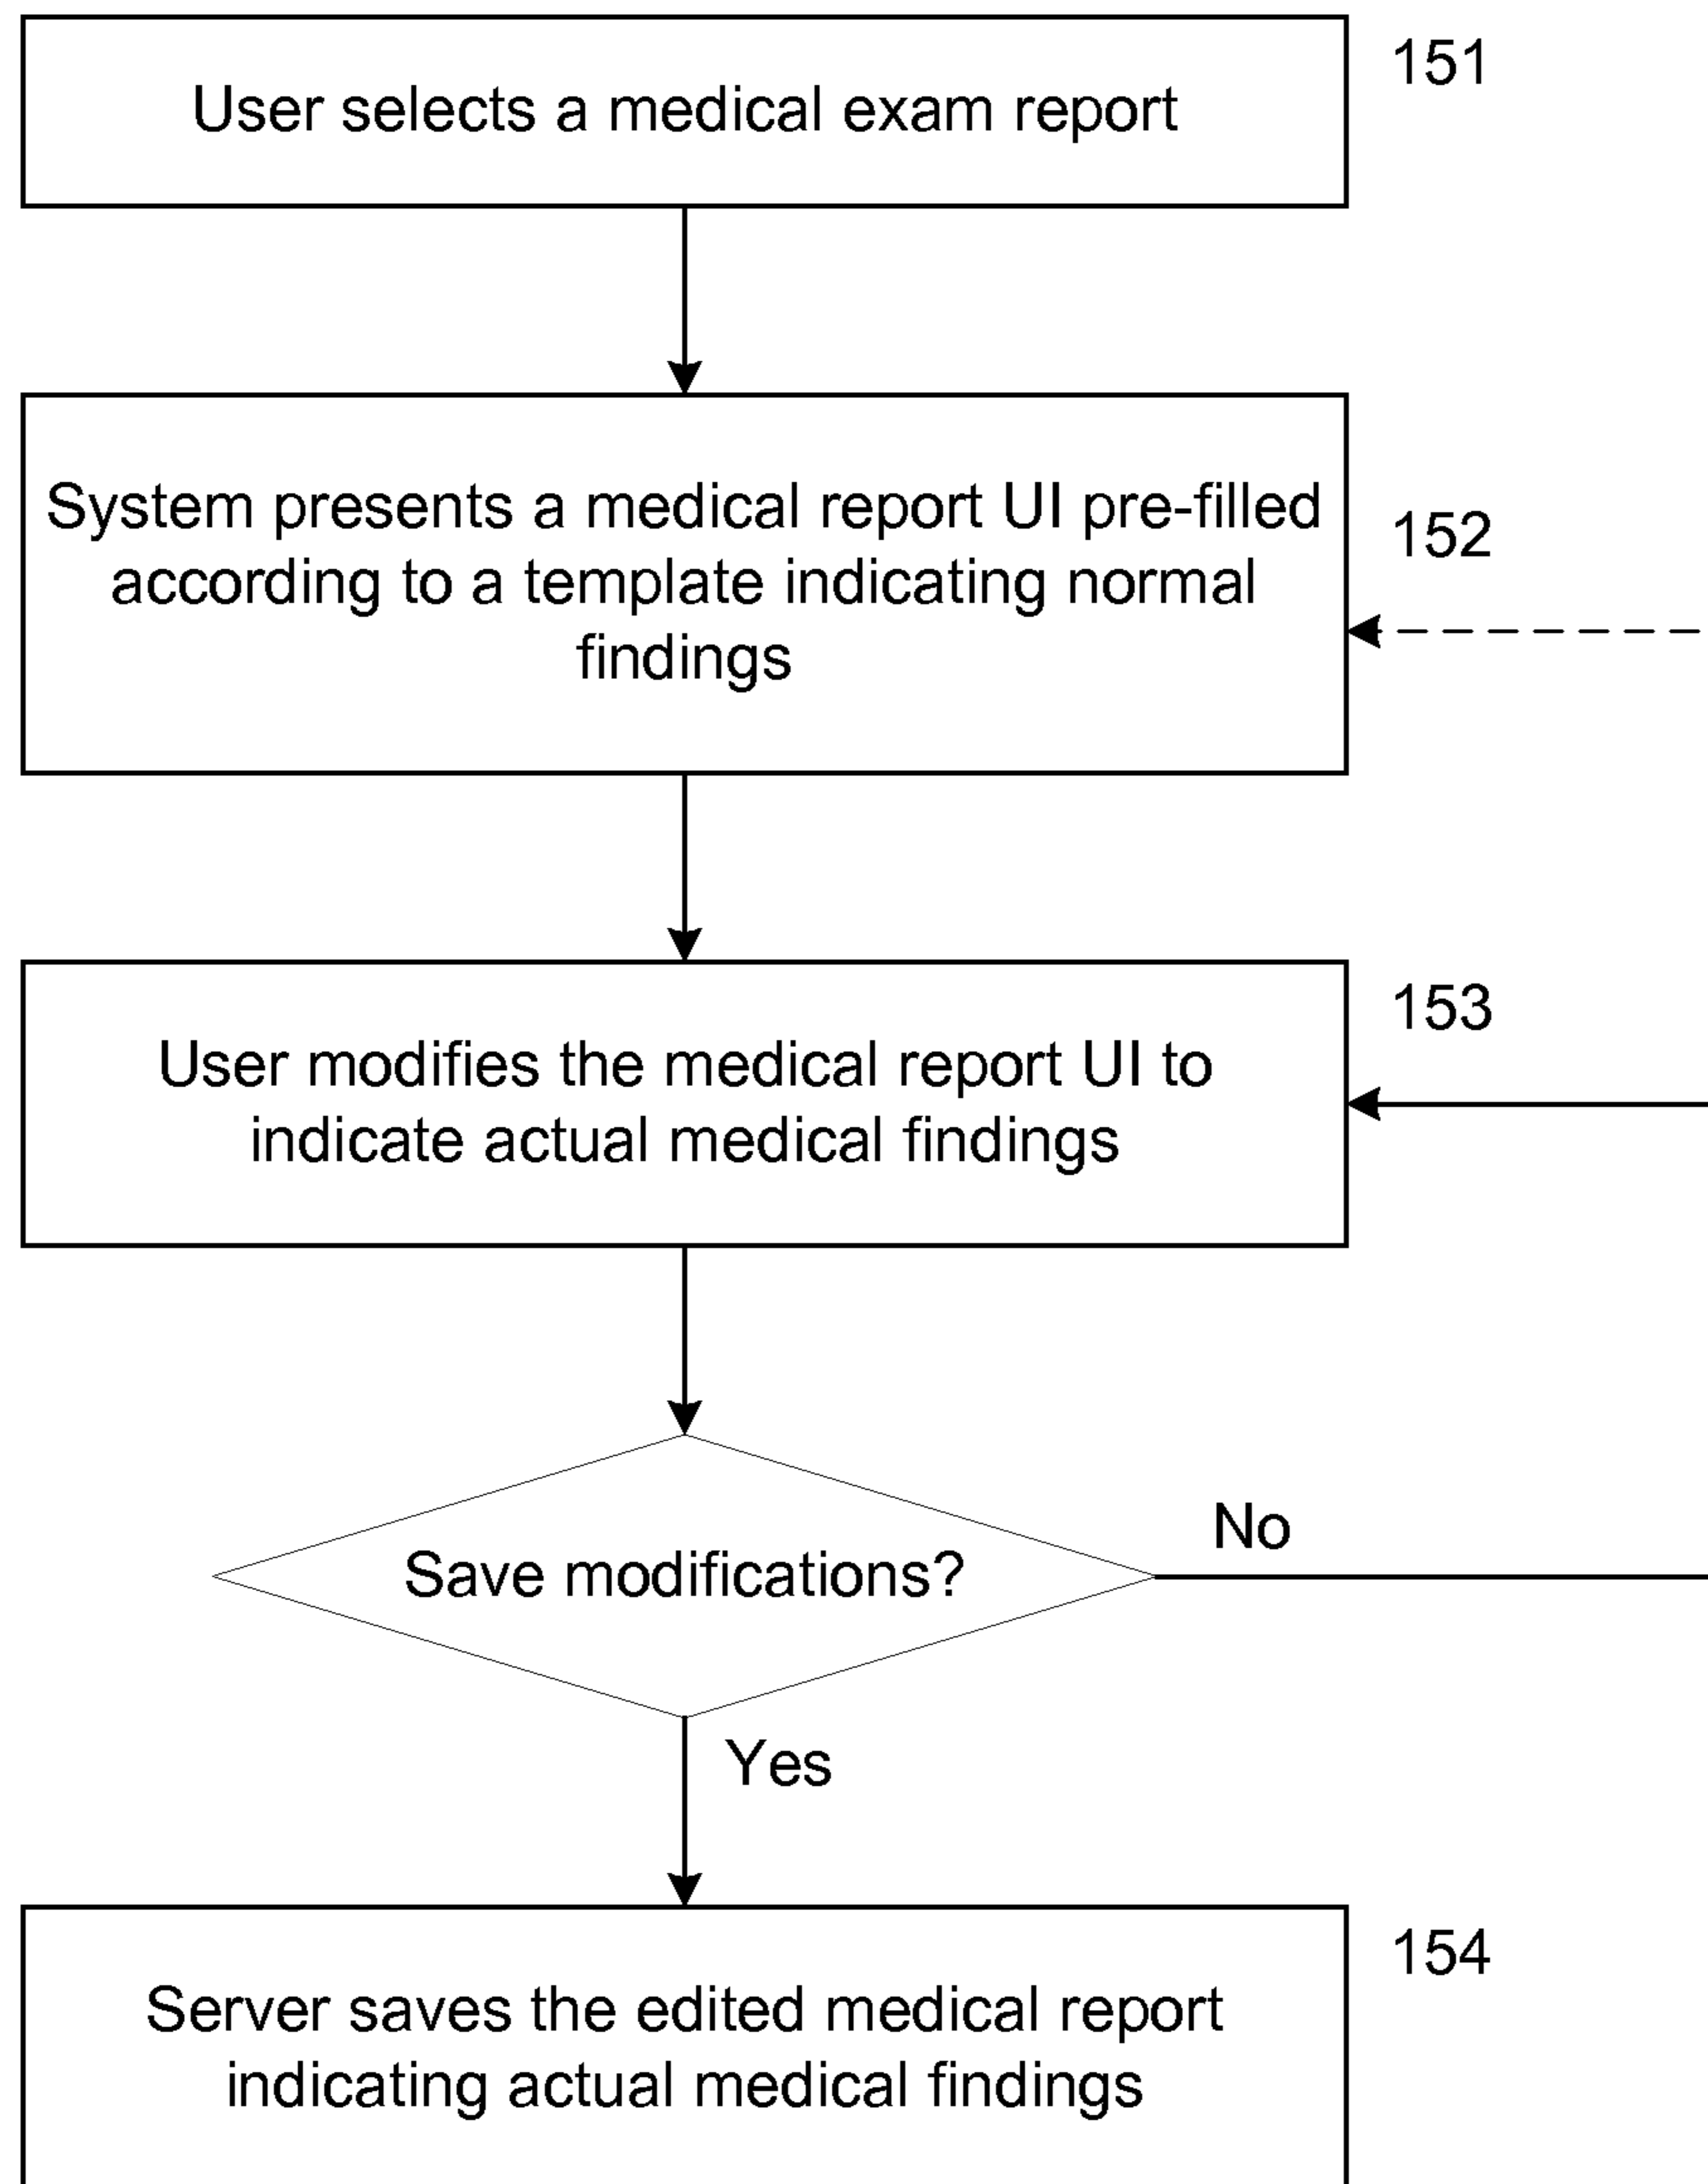 User selects a medical exam report
151
System presents a medical report UI pre-filled
according to a template indicating normal
findings
152
User modifies the medical report UI to
indicate actual medical findings
153
Save modifications?
No
Yes
Server saves the edited medical report
indicating actual medical findings
154